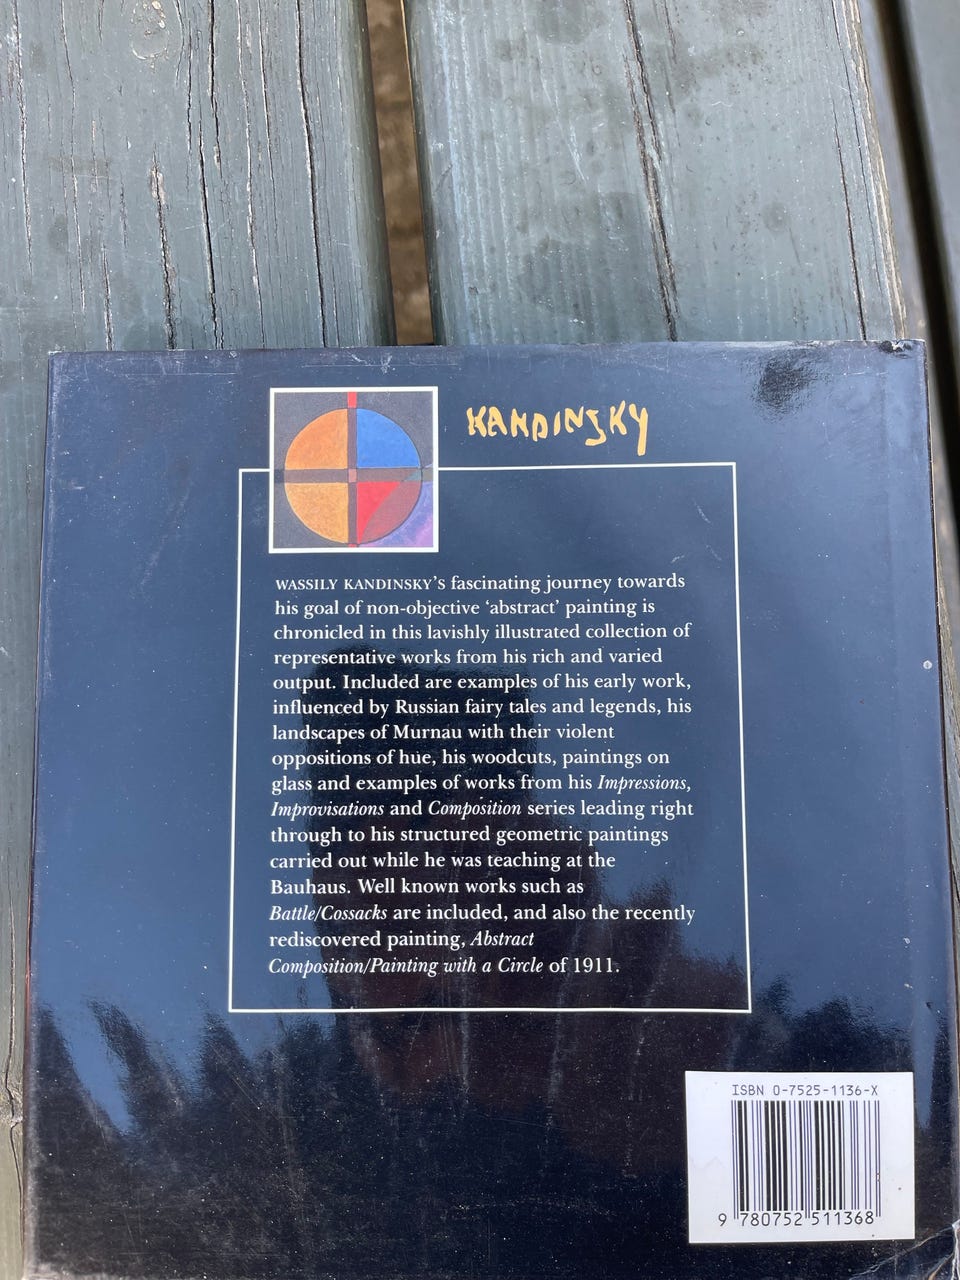 KANDINSKY
WASSILY KANDINSKY'S fascinating journey towards
his goal of non-objective ‘abstract’ painting is
chronicled in this lavishly illustrated collection of
representative works from his rich and varied
output. Included are examples of his early work,
influenced by Russian fairy tales and legends, his
landscapes of Murnau with their violent
oppositions of hue, his woodcuts, paintings on
glass and examples of works from his Impressions,
Improvisations and Composition series leading right
through to his structured geometric paintings
carried out while he was teaching at the
Bauhaus. Well known works such as
Battle/Cossacks are included, and also the recently
rediscovered painting, Abstract
Composition/Painting with a Circle of 1911.
ISBN 0-7525-1136-X
9 780752 511368